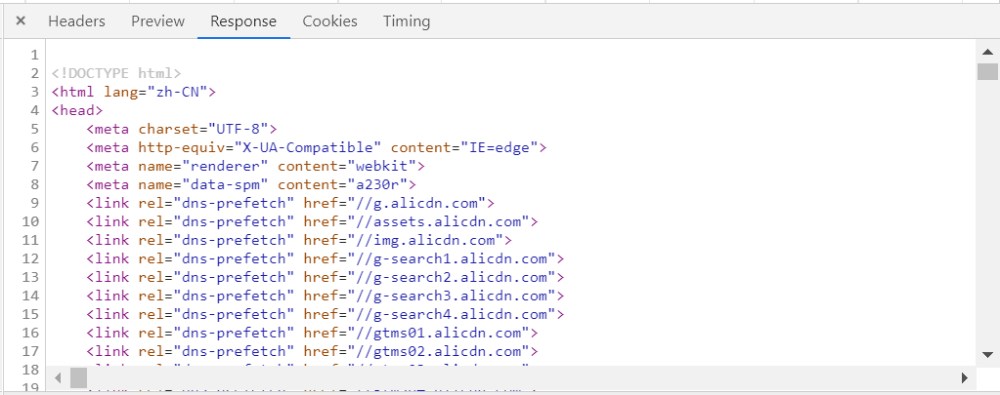 × Headers Preview Response Cookies Timing
1
2 <!DOCTYPE html>
3 <html lang="zh-CN">
4 <head>
5 <meta charset="UTF-8">
6 <meta http-equiv="X-UA-Compatible" content="IE=edge">
7 <meta name="renderer" content="webkit">
8 <meta name="data-spm" content="a230r">
9 <link rel="dns-prefetch" href="//g.alicdn.com">
10 <link rel="dns-prefetch" href="//assets.alicdn.com">
11 <link rel="dns-prefetch" href="//img.alicdn.com">
12 <link rel="dns-prefetch" href="//g-search1.alicdn.com">
13 <link rel="dns-prefetch" href="//g-search2.alicdn.com">
14 <link rel="dns-prefetch" href="//g-search3.alicdn.com">
15 <link rel="dns-prefetch" href="//g-search4.alicdn.com">
16 <link rel="dns-prefetch" href="//gtms01.alicdn.com">
17 <link rel="dns-prefetch" href="//gtms02.alicdn.com">
18
19